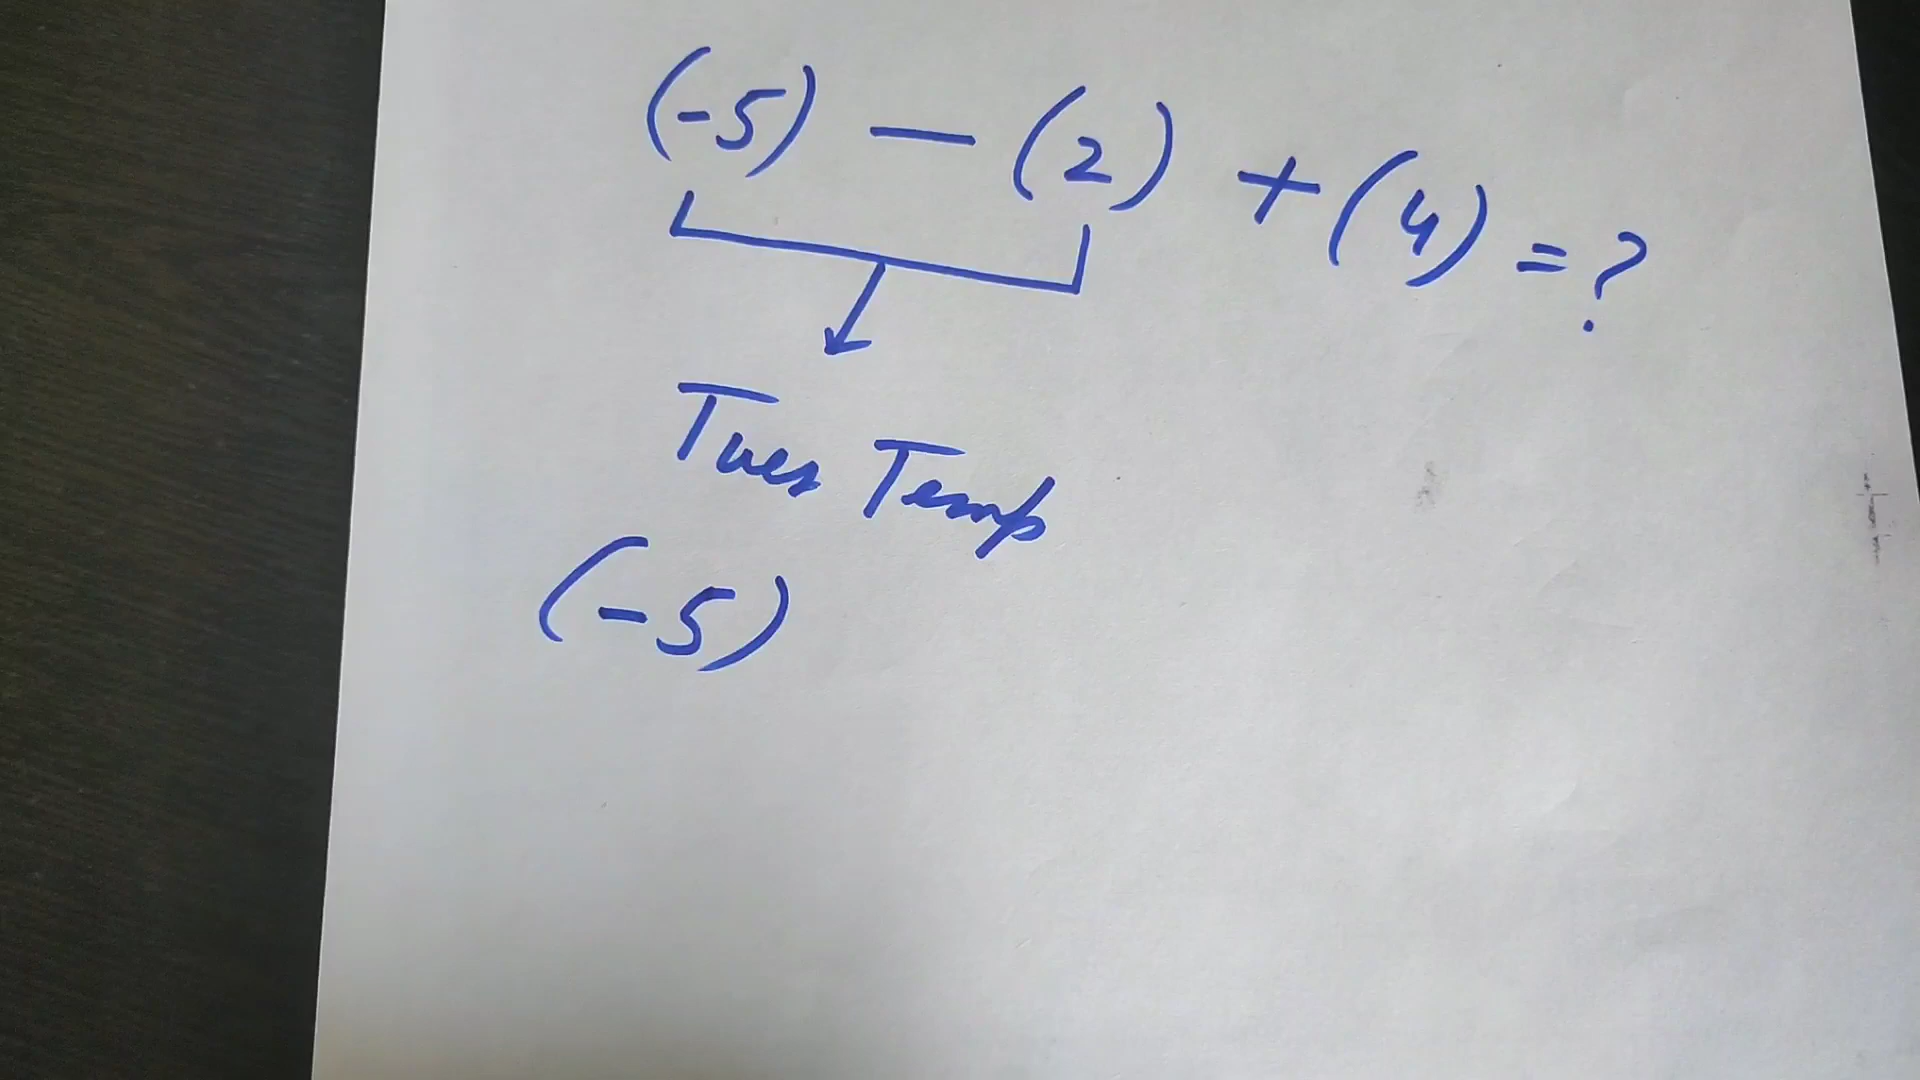 (-5) — (2) + (4) = ?
Tues Temp
(-5)